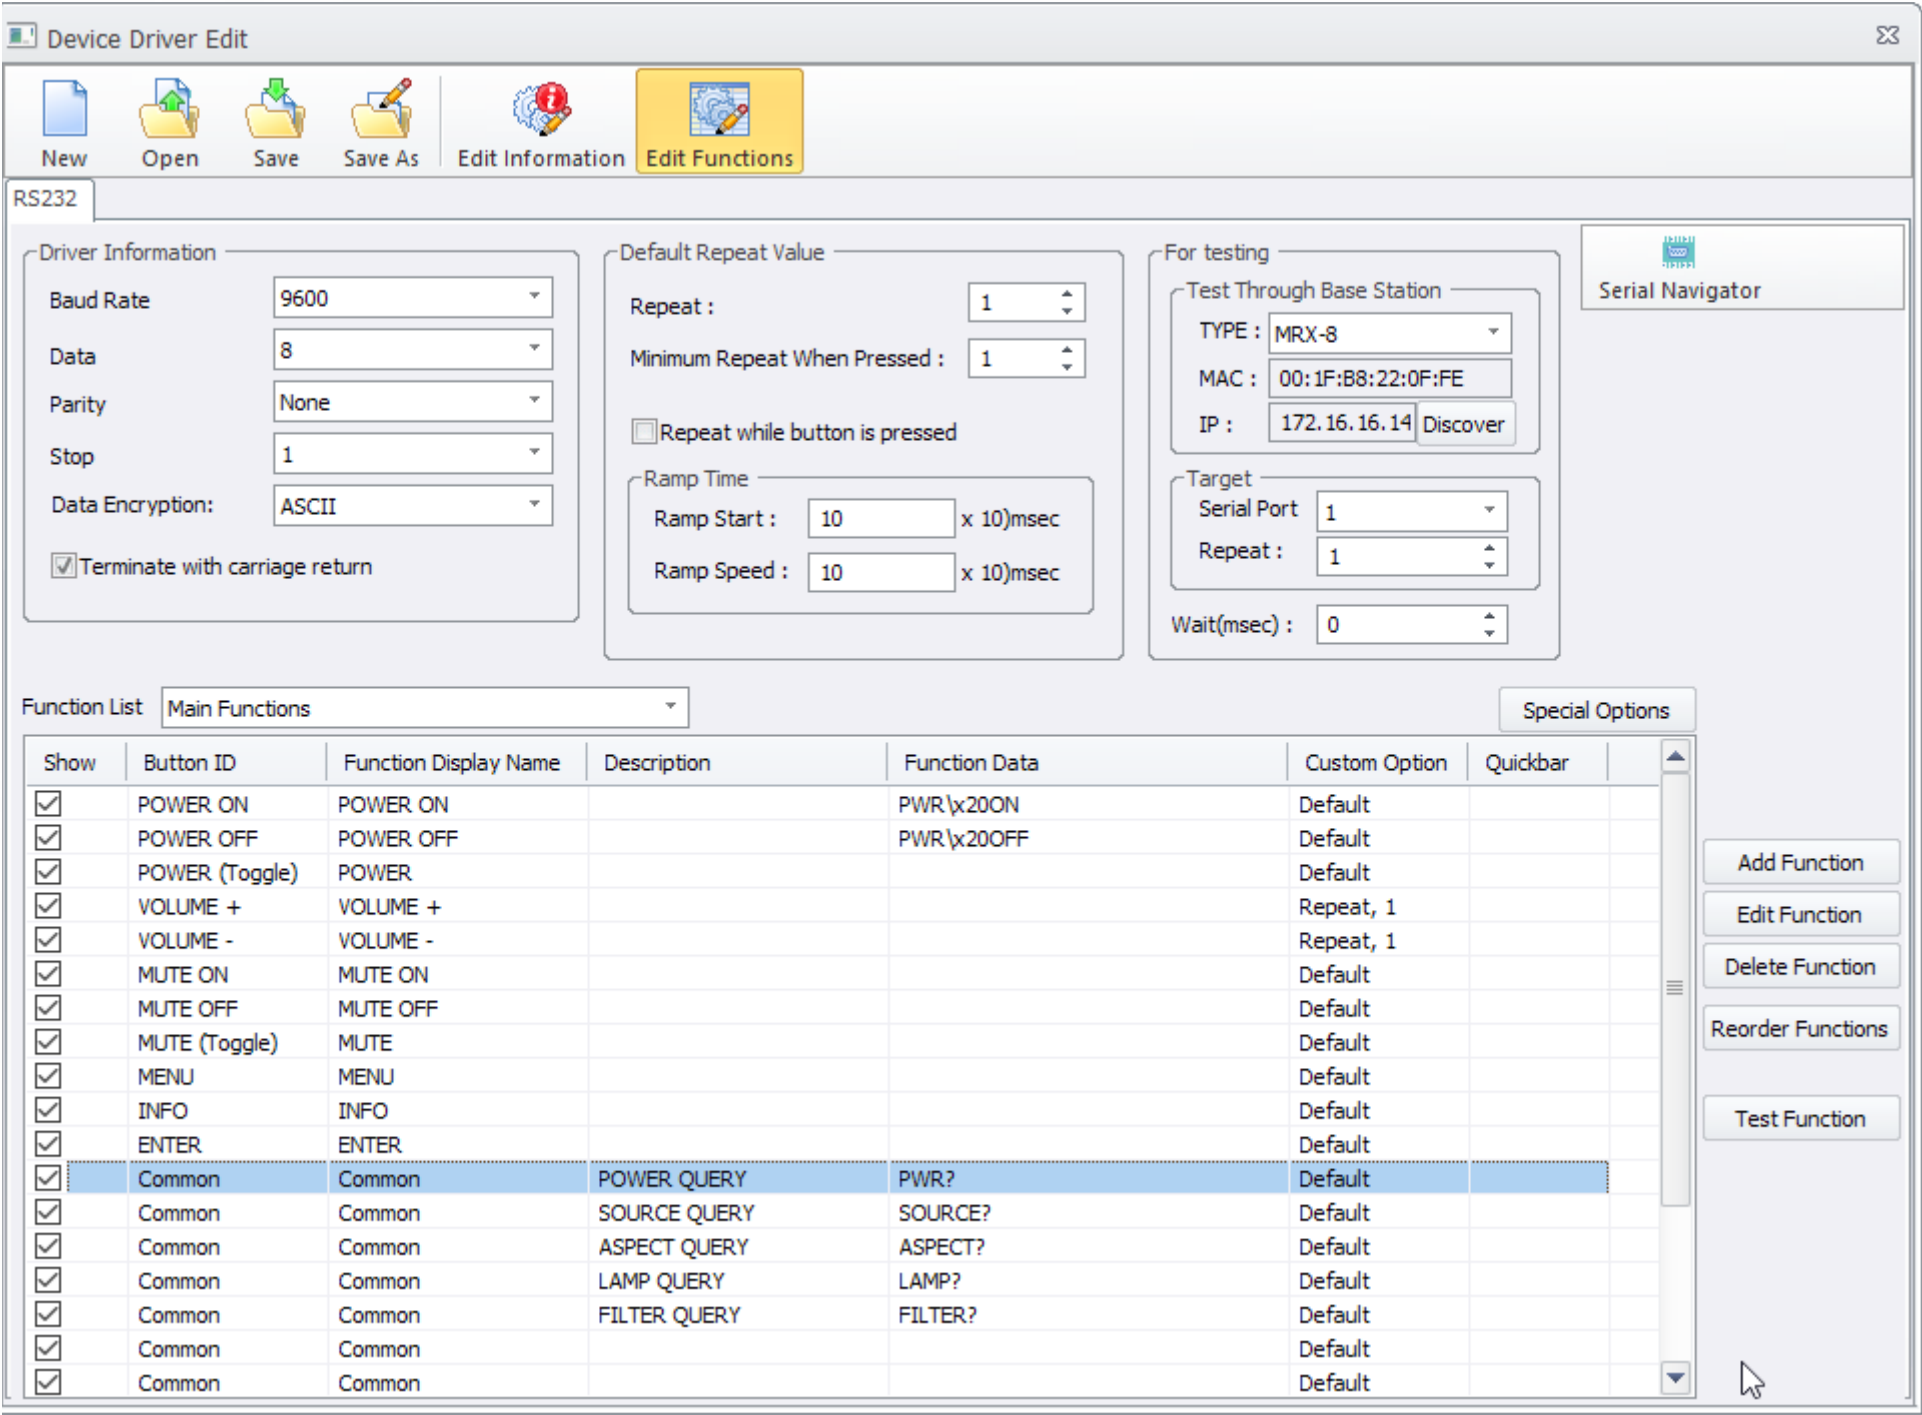 Device Driver Edit
New Open Save Save As Edit Information Edit Functions
RS232
Driver Information
Baud Rate 9600
Data 8
Parity None
Stop 1
Data Encryption: ASCII
Terminate with carriage return
Default Repeat Value
Repeat : 1
Minimum Repeat When Pressed : 1
Repeat while button is pressed
Ramp Time
Ramp Start : 10 x 10)msec
Ramp Speed : 10 x 10)msec
For testing
Test Through Base Station
TYPE : MRX-8
MAC : 00:1F:B8:22:0F:FE
IP : 172.16.16.14 Discover
Target
Serial Port 1
Repeat : 1
Wait(msec) : 0
Serial Navigator
Function List Main Functions Special Options
Show Button ID Function Display Name Description Function Data Custom Option Quickbar
POWER ON POWER ON PWR\x20ON Default
POWER OFF POWER OFF PWR\x20OFF Default
POWER (Toggle) POWER Default
VOLUME + VOLUME + Repeat, 1
VOLUME - VOLUME - Repeat, 1
MUTE ON MUTE ON Default
MUTE OFF MUTE OFF Default
MUTE (Toggle) MUTE Default
MENU MENU Default
INFO INFO Default
ENTER ENTER Default
Common Common POWER QUERY PWR? Default
Common Common SOURCE QUERY SOURCE? Default
Common Common ASPECT QUERY ASPECT? Default
Common Common LAMP QUERY LAMP? Default
Common Common FILTER QUERY FILTER? Default
Common Common Default
Common Common Default
Add Function
Edit Function
Delete Function
Reorder Functions
Test Function